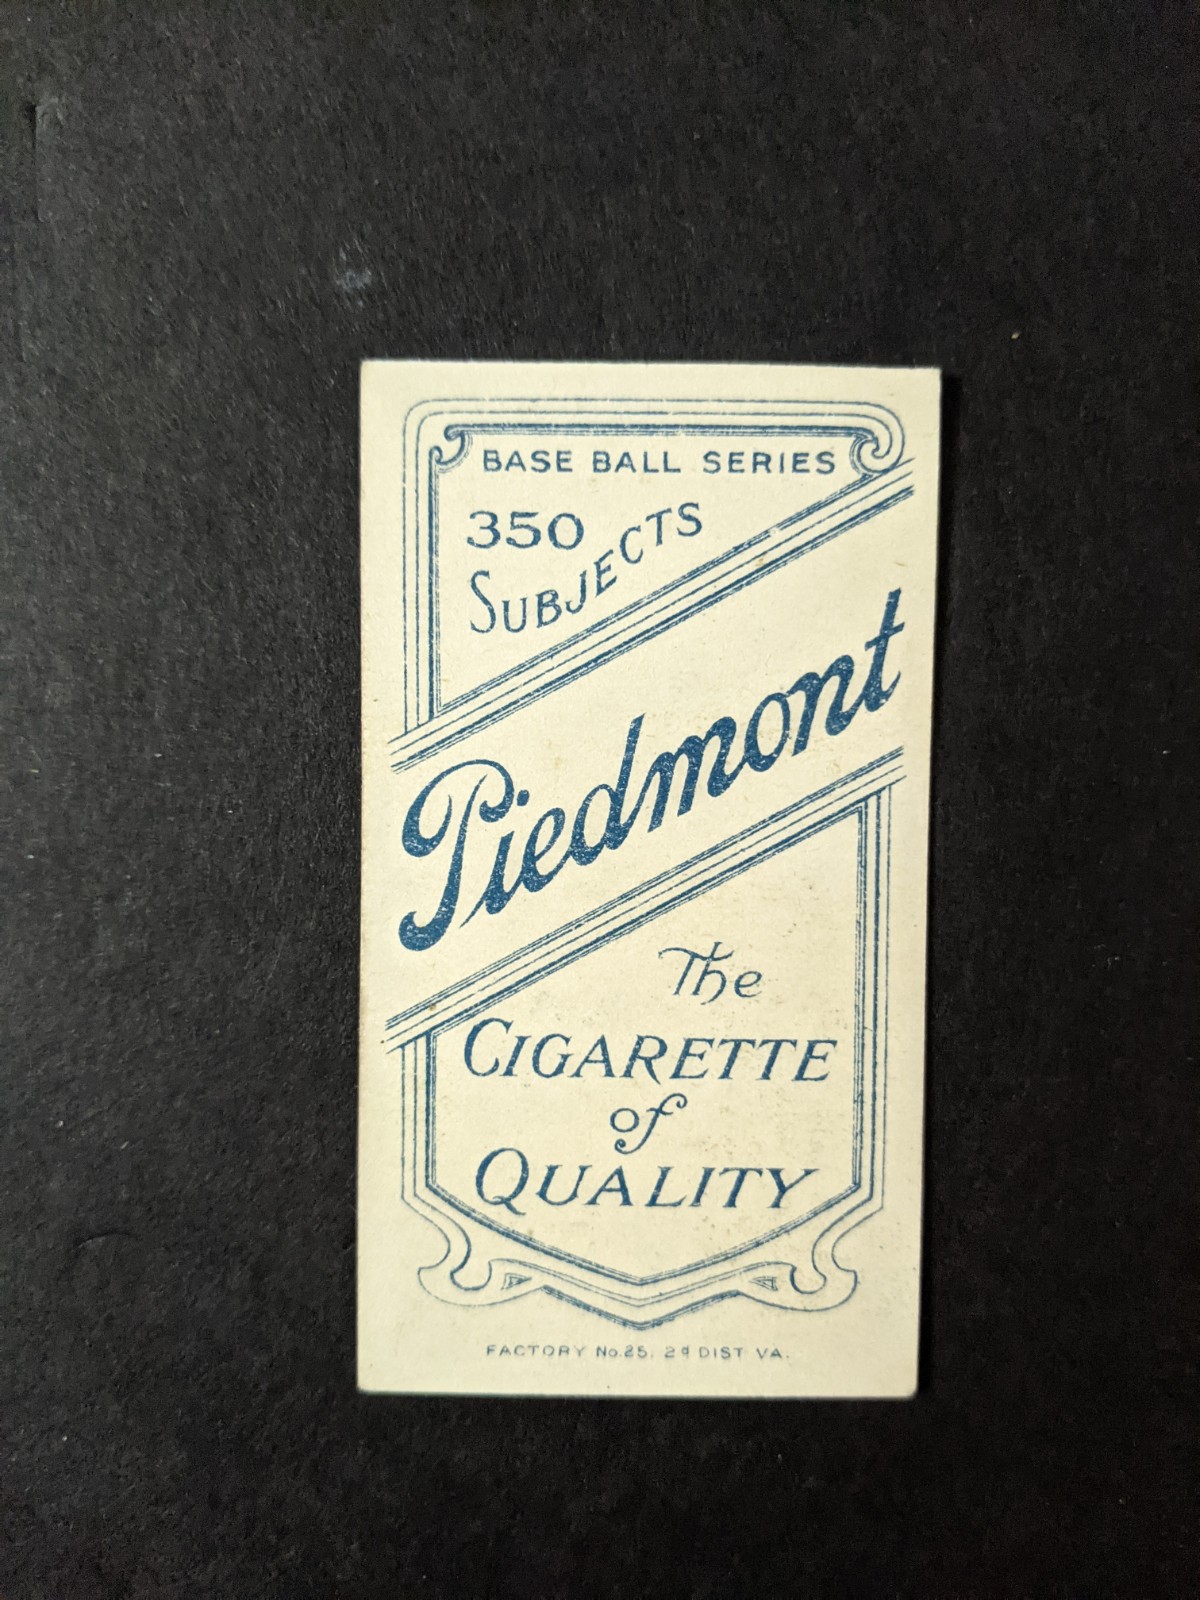 BASE BALL SERIES
350
SUBJECTS
Piedmont
The
CIGARETTE
of
QUALITY
FACTORY No. 25, 2d DIST VA.